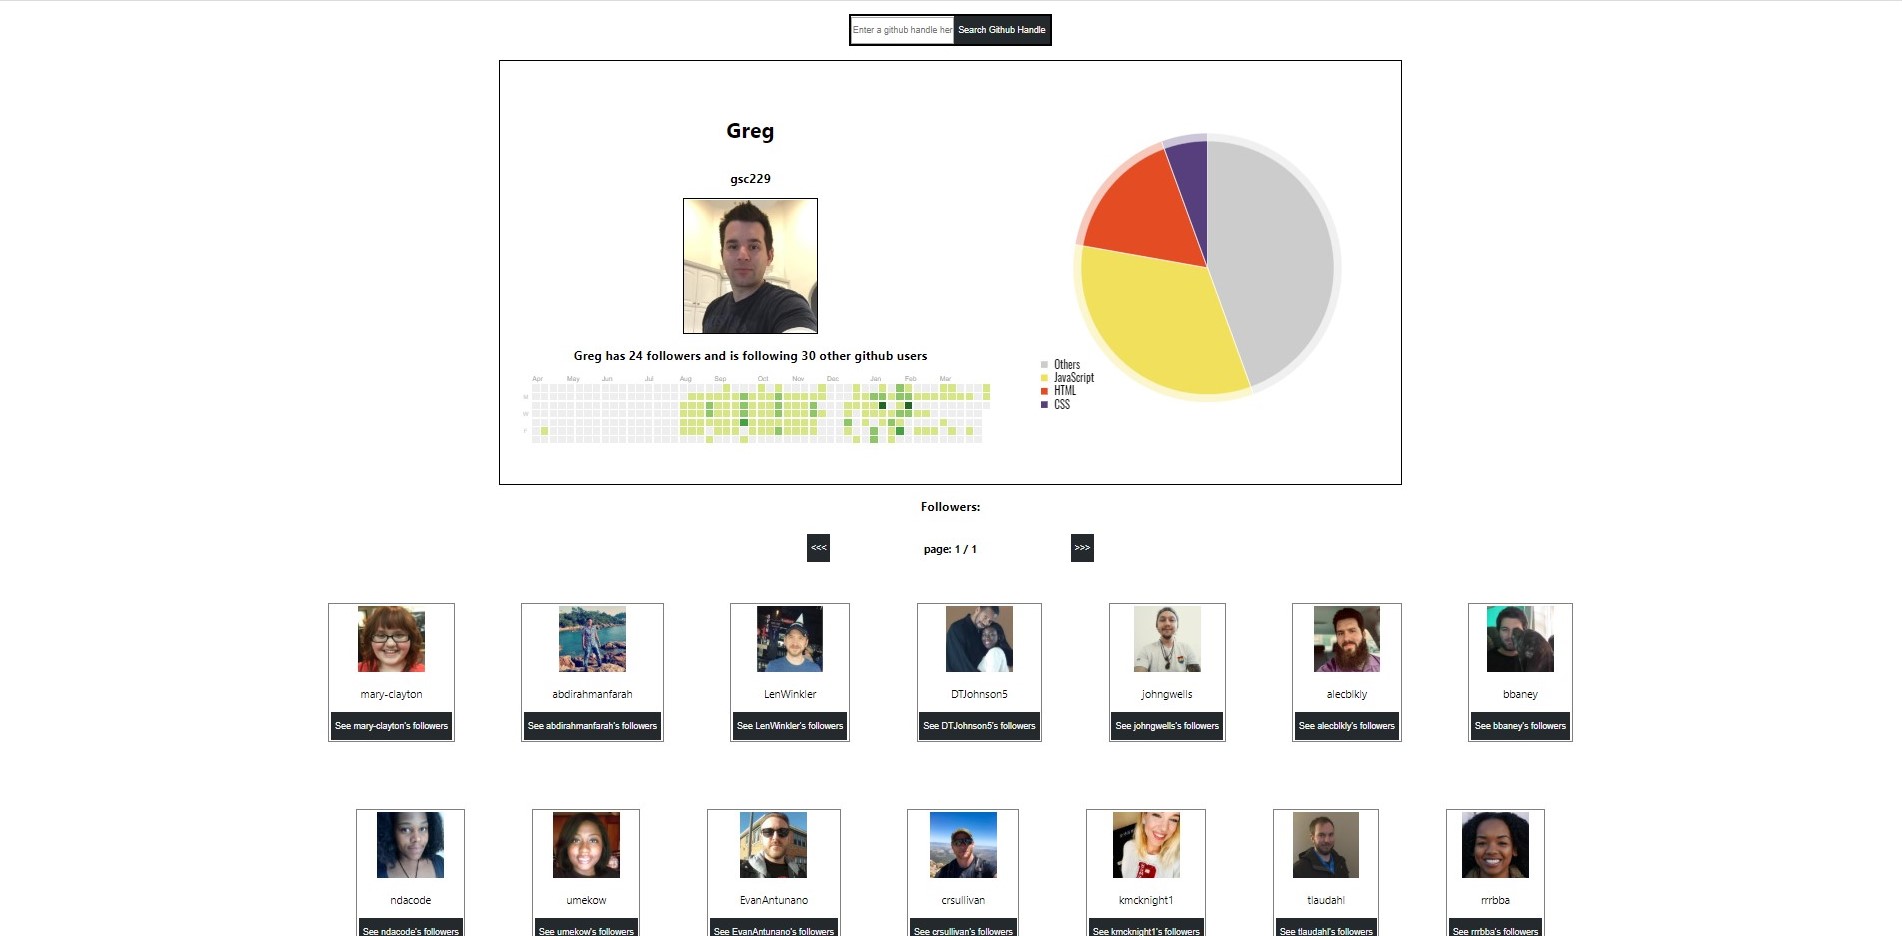 Enter a github handle her Search Github Handle
Greg
gsc229
Greg has 24 followers and is following 30 other github users
Apr May Jun Jul Aug Sep Oct Nov Dec Jan Feb Mar
M
W
F
Others
JavaScript
HTML
CSS
Followers:
<<< page: 1 / 1 >>>
mary-clayton abdirahmanfarah LenWinkler DTJohnson5 johngwells alecblkly bbaney
See mary-clayton's followers See abdirahmanfarah's followers See LenWinkler's followers See DTJohnson5's followers See johngwells's followers See alecblkly's followers See bbaney's followers
ndacode umekow EvanAntunano crsullivan kmcknight1 tlaudahl rrrbba
See ndacode's followers See umekow's followers See EvanAntunano's followers See crsullivan's followers See kmcknight1's followers See tlaudahl's followers See rrrbba's followers